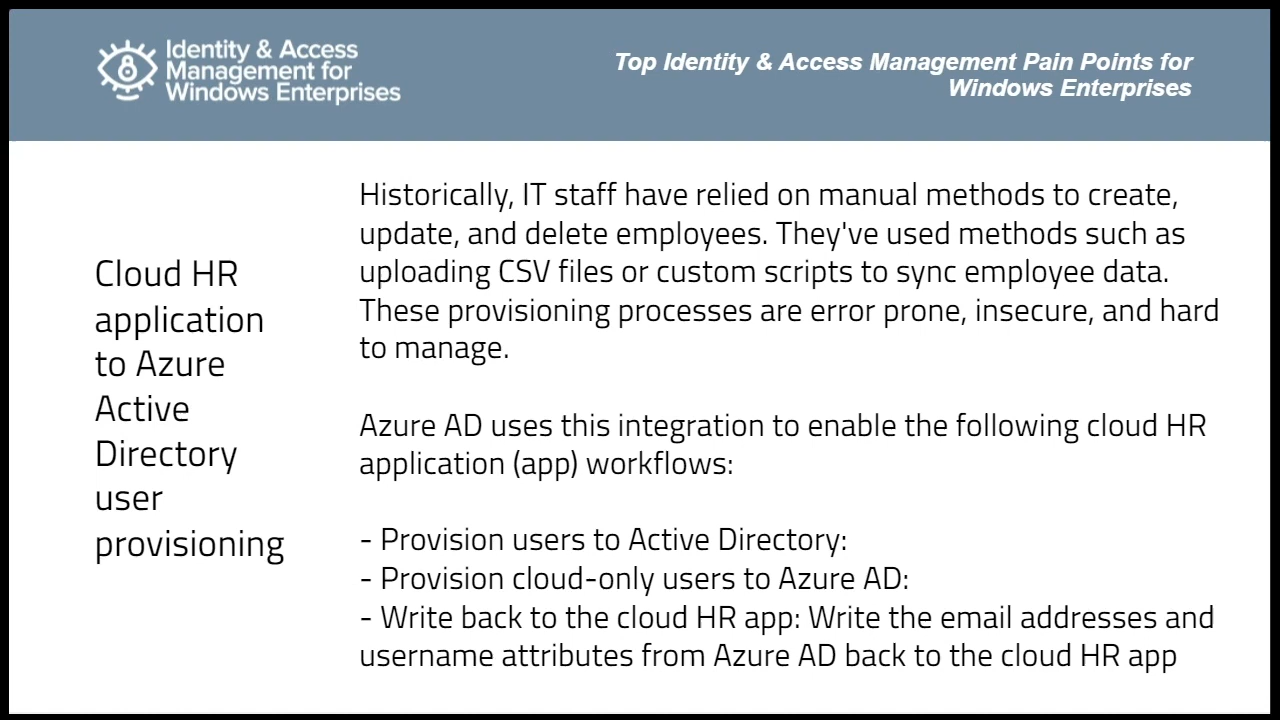 Identity & Access
Management for
Windows Enterprises
Top Identity & Access Management Pain Points for
Windows Enterprises
Cloud HR
application
to Azure
Active
Directory
user
provisioning
Historically, IT staff have relied on manual methods to create,
update, and delete employees. They've used methods such as
uploading CSV files or custom scripts to sync employee data.
These provisioning processes are error prone, insecure, and hard
to manage.
Azure AD uses this integration to enable the following cloud HR
application (app) workflows:
- Provision users to Active Directory:
- Provision cloud-only users to Azure AD:
- Write back to the cloud HR app: Write the email addresses and
username attributes from Azure AD back to the cloud HR app